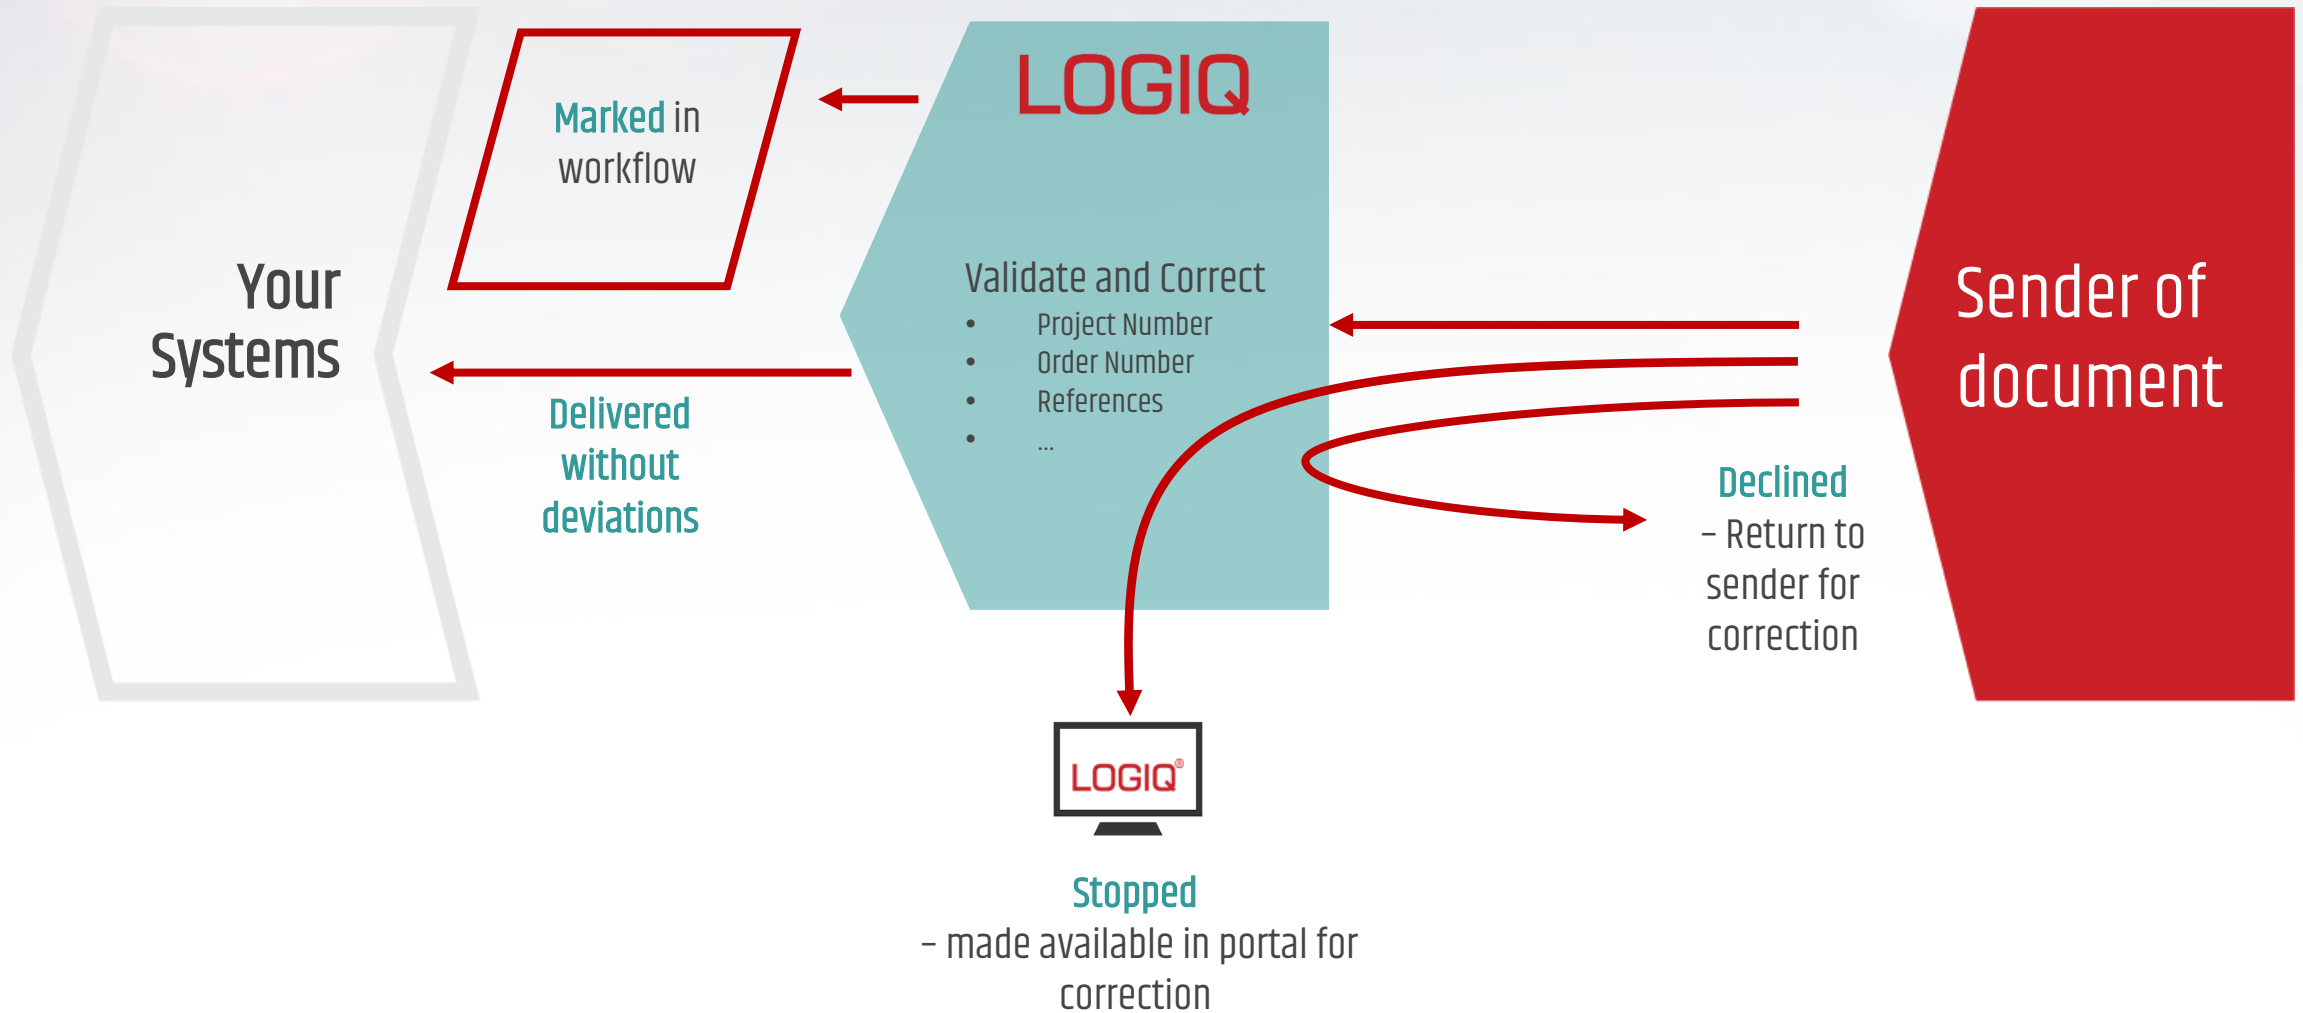 Your
Systems
Marked in
workflow
Delivered
without
deviations
LOGIQ
Validate and Correct
• Project Number
• Order Number
• References
• ...
Sender of
document
Declined
– Return to
sender for
correction
LOGIQ®
Stopped
– made available in portal for
correction